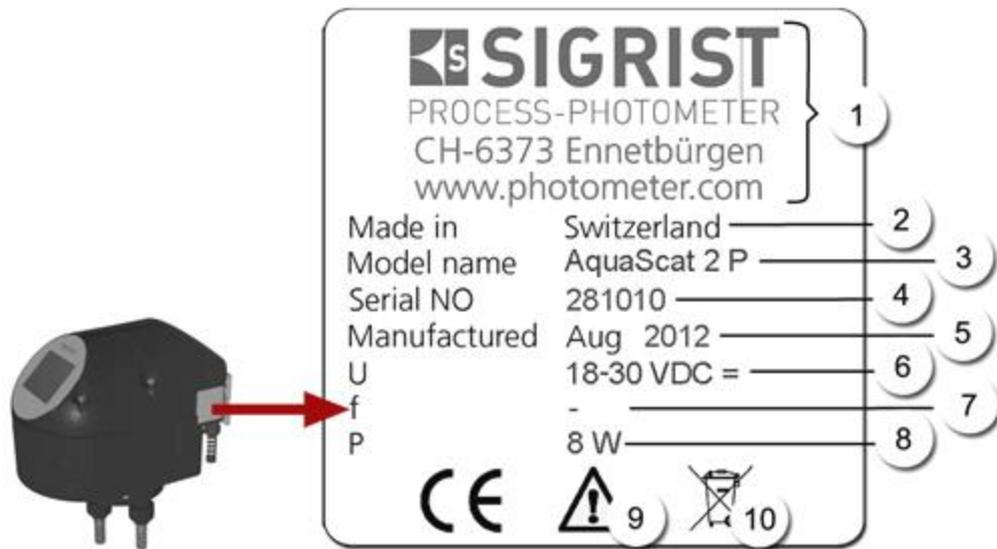 SIGRIST
PROCESS-PHOTOMETER
CH-6373 Ennetbürgen
www.photometer.com
1
Made in Switzerland 2
Model name AquaScat 2 P 3
Serial NO 281010 4
Manufactured Aug 2012 5
U 18-30 VDC = 6
f - 7
P 8 W 8
CE 9 10